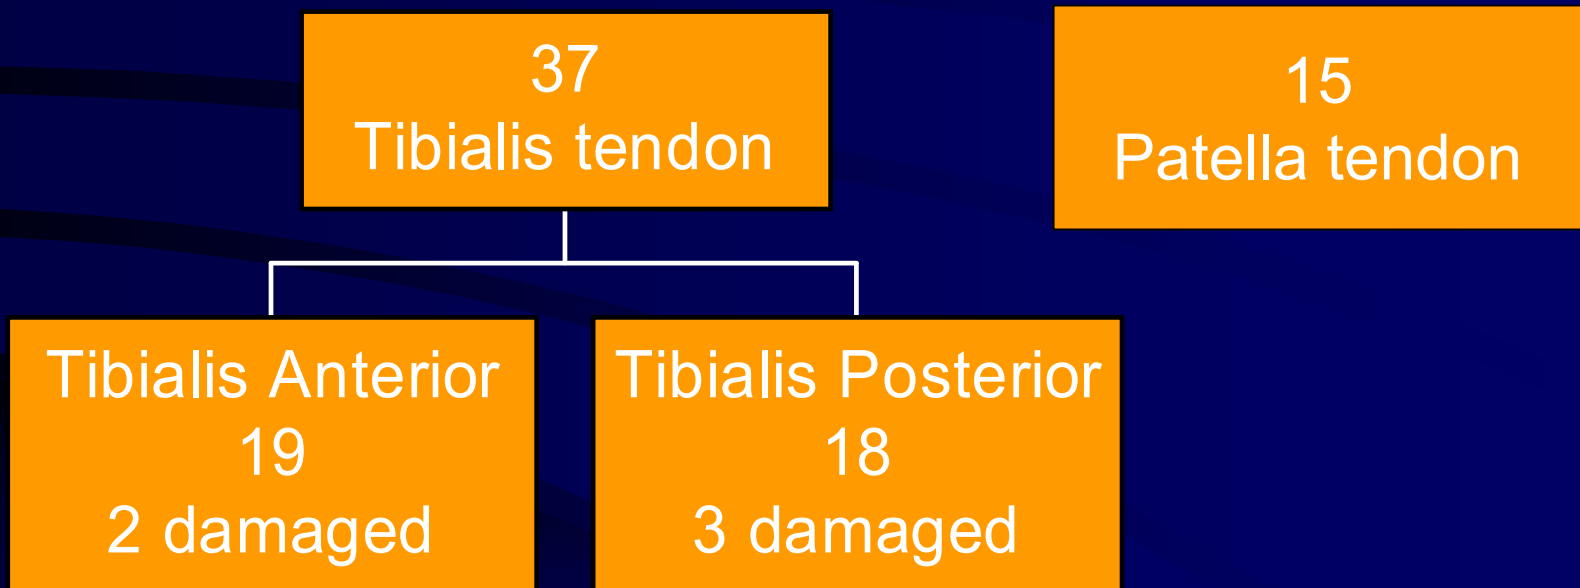 37
Tibialis tendon
15
Patella tendon
Tibialis Anterior
19
2 damaged
Tibialis Posterior
18
3 damaged